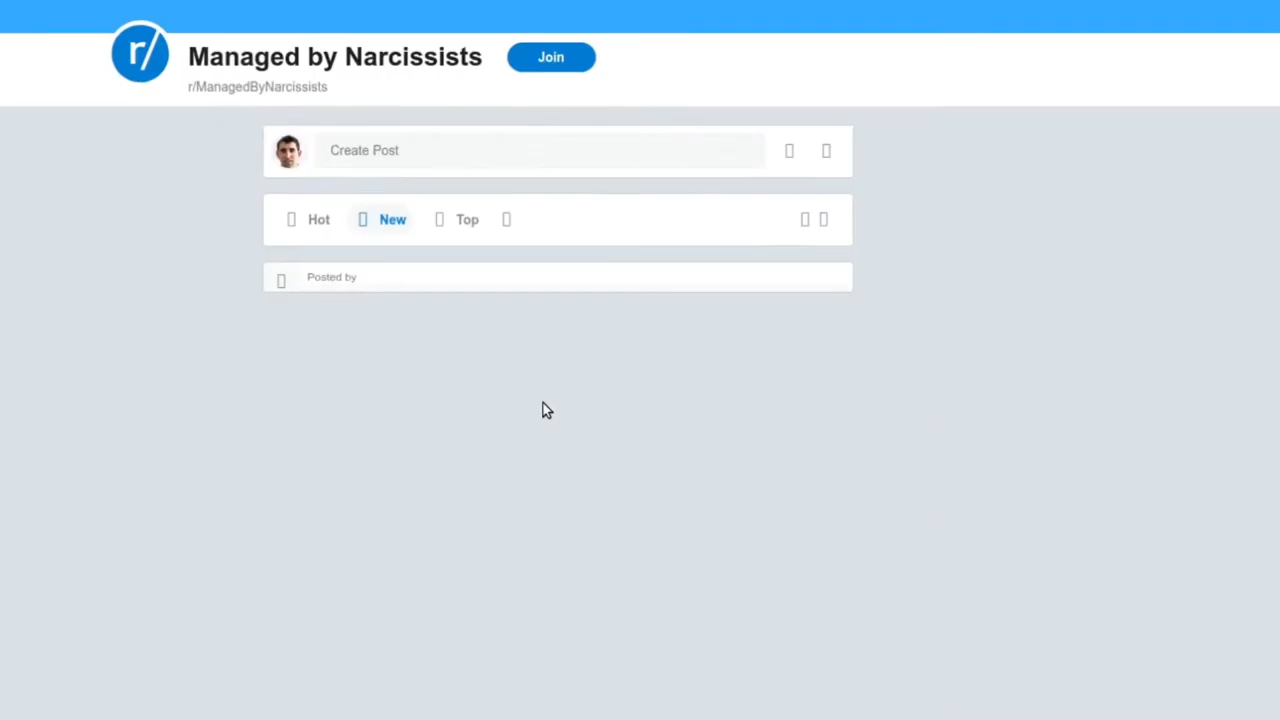 r/
Managed by Narcissists
Join
r/ManagedByNarcissists
Create Post
Hot
New
Top
Posted by